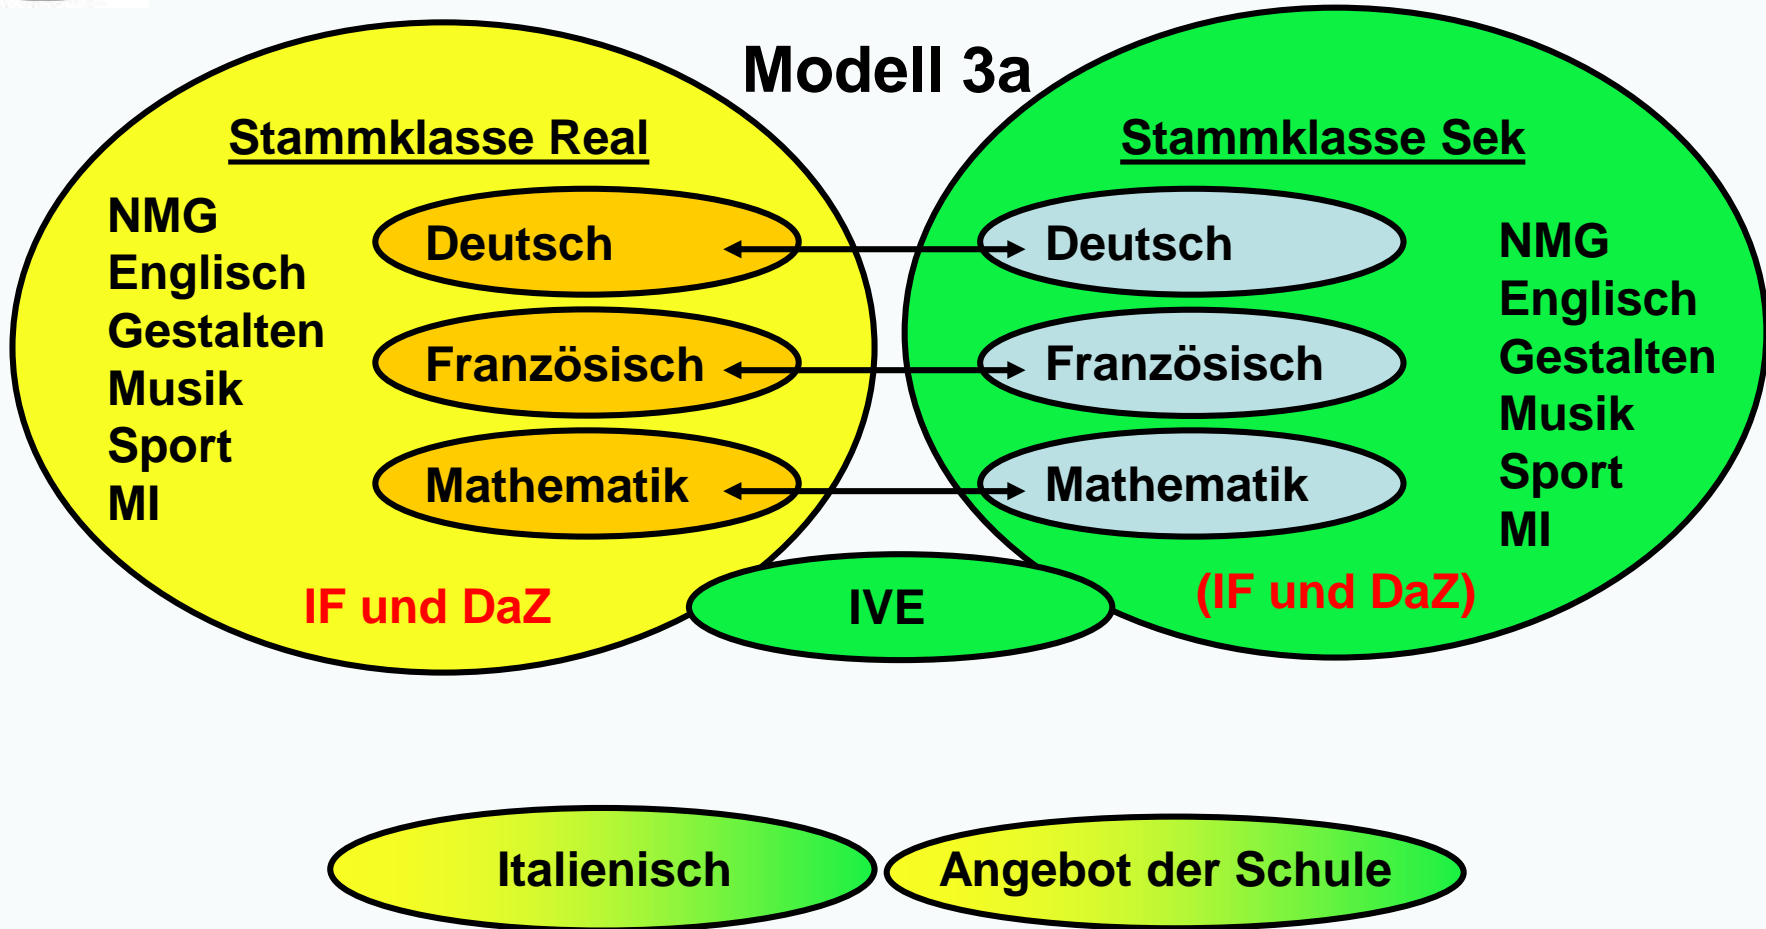 Modell 3a
Stammklasse Real
NMG
Englisch
Gestalten
Musik
Sport
MI
Deutsch
Französisch
Mathematik
IF und DaZ
Stammklasse Sek
Deutsch
Französisch
Mathematik
NMG
Englisch
Gestalten
Musik
Sport
MI
(IF und DaZ)
IVE
Italienisch
Angebot der Schule